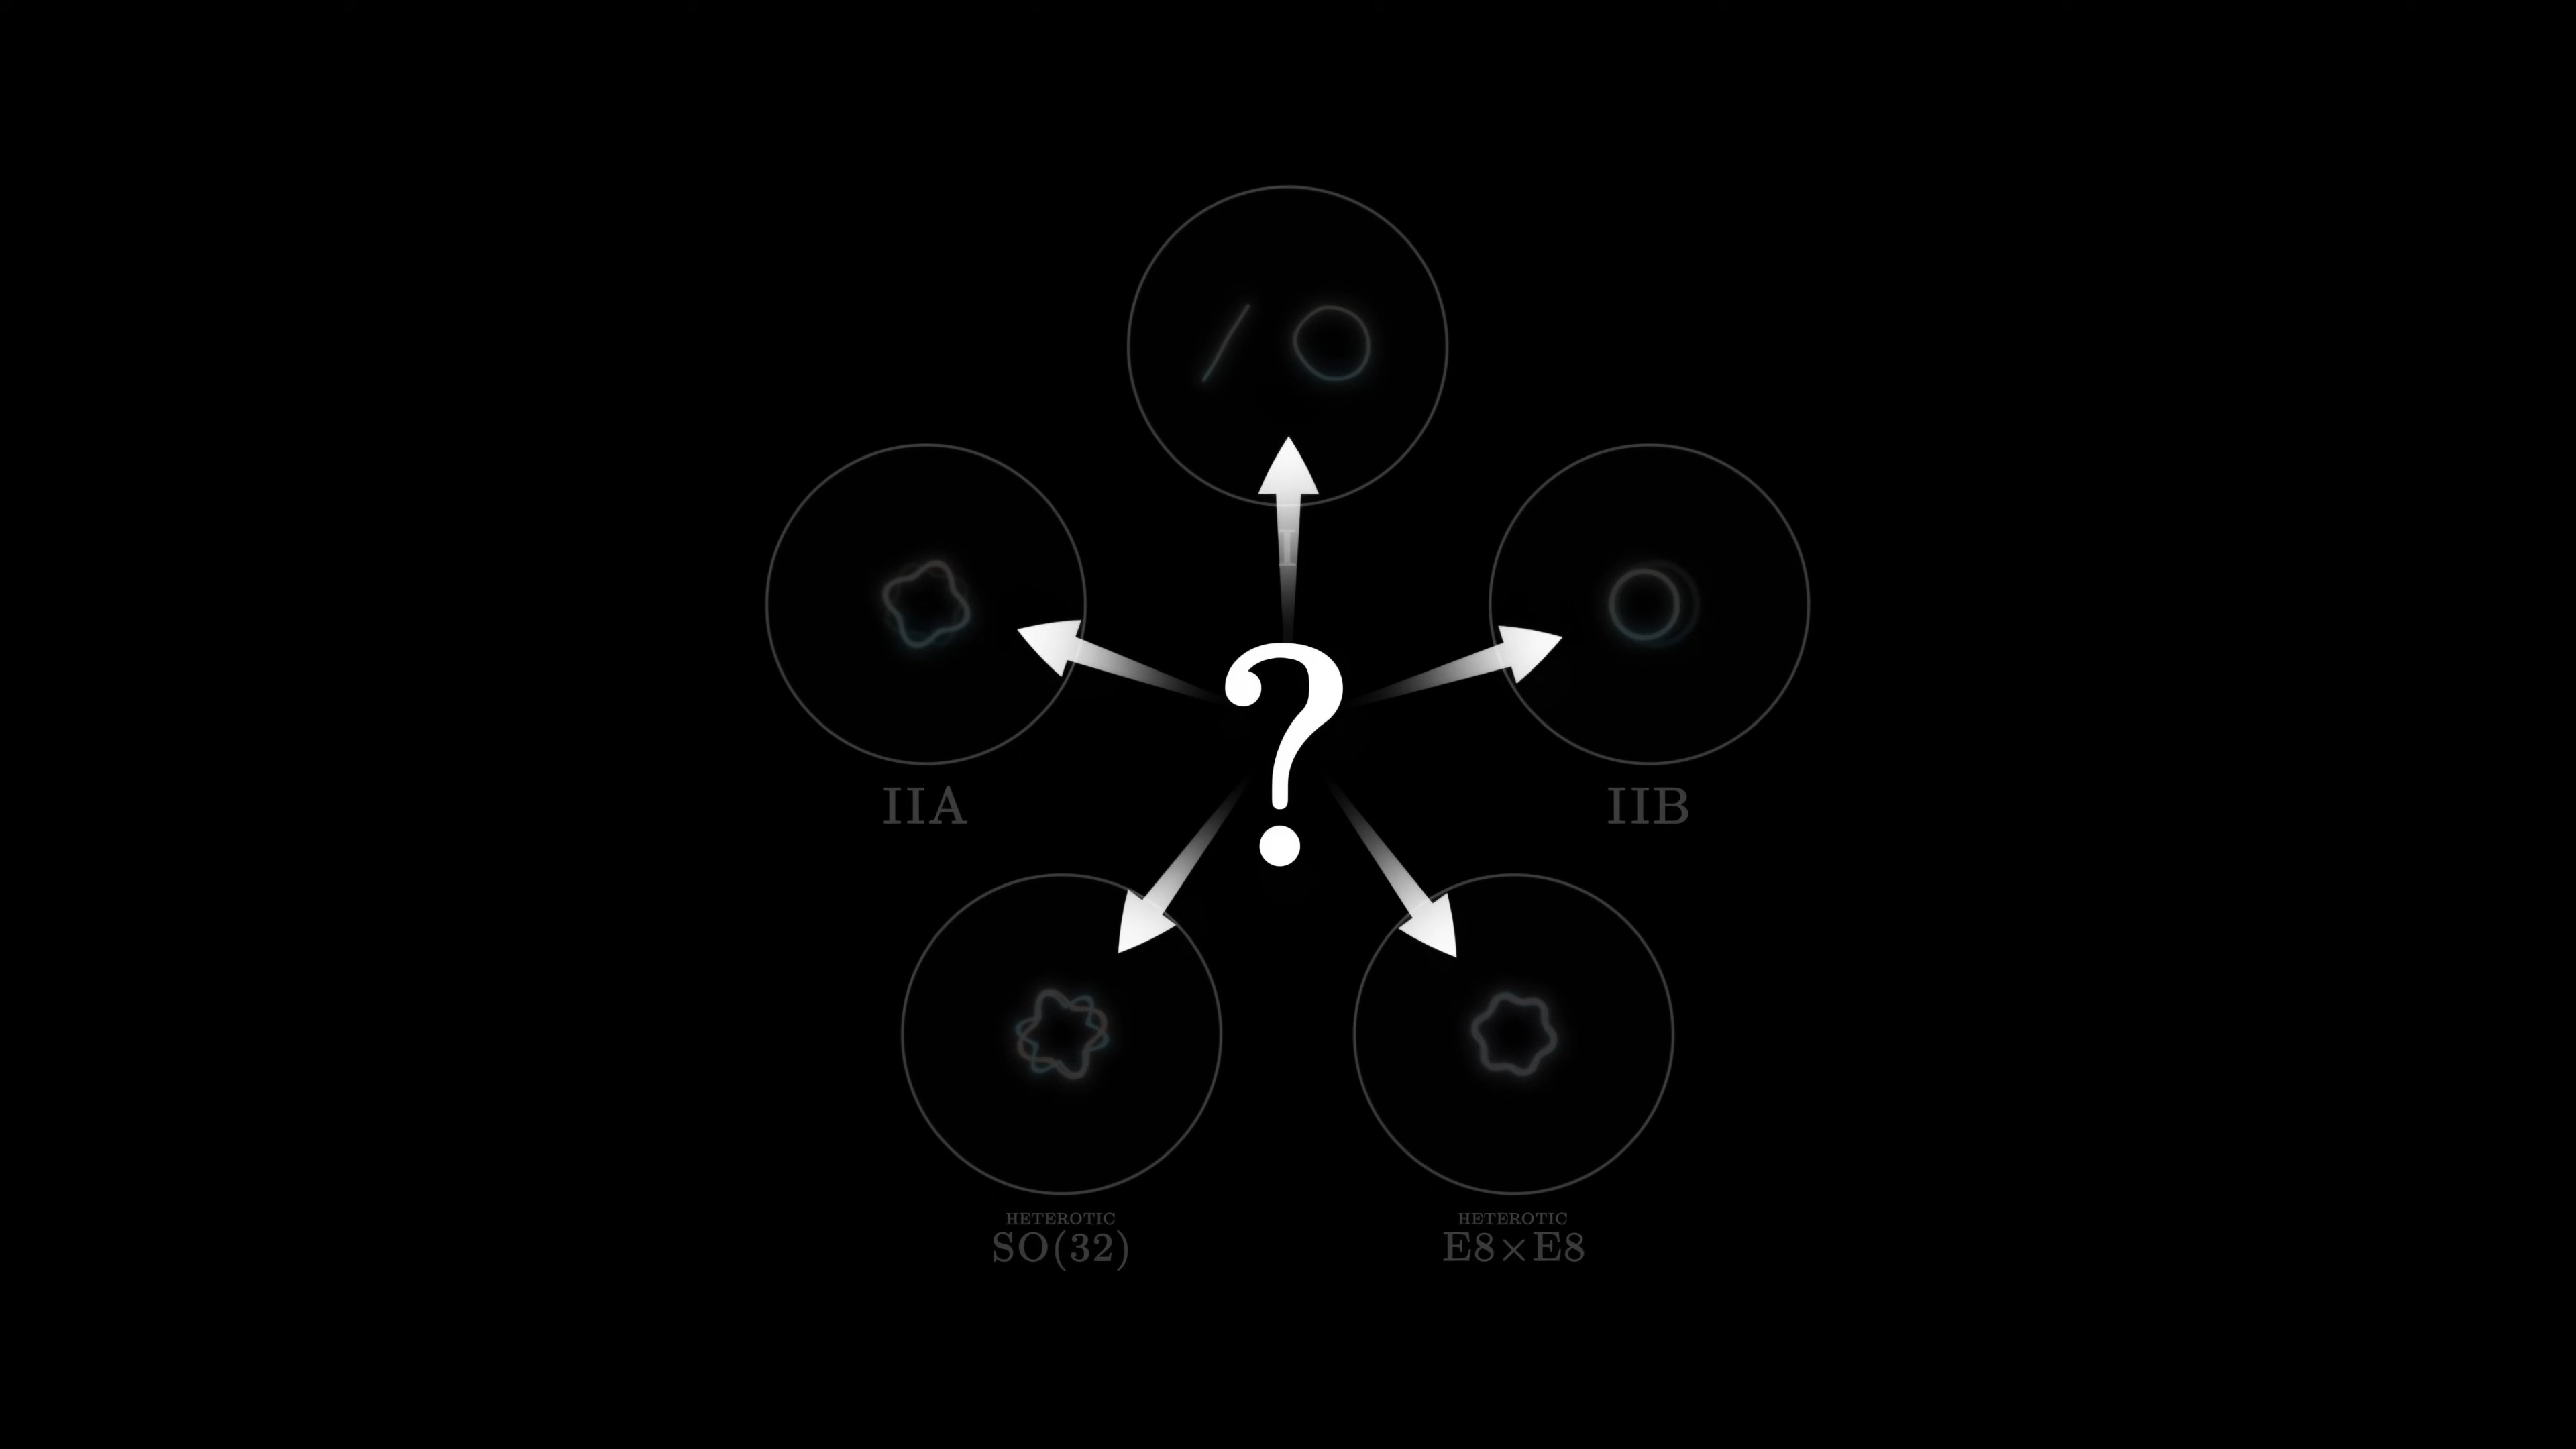 I
?
IIA
IIB
HETEROTIC
SO(32)
HETEROTIC
E8×E8